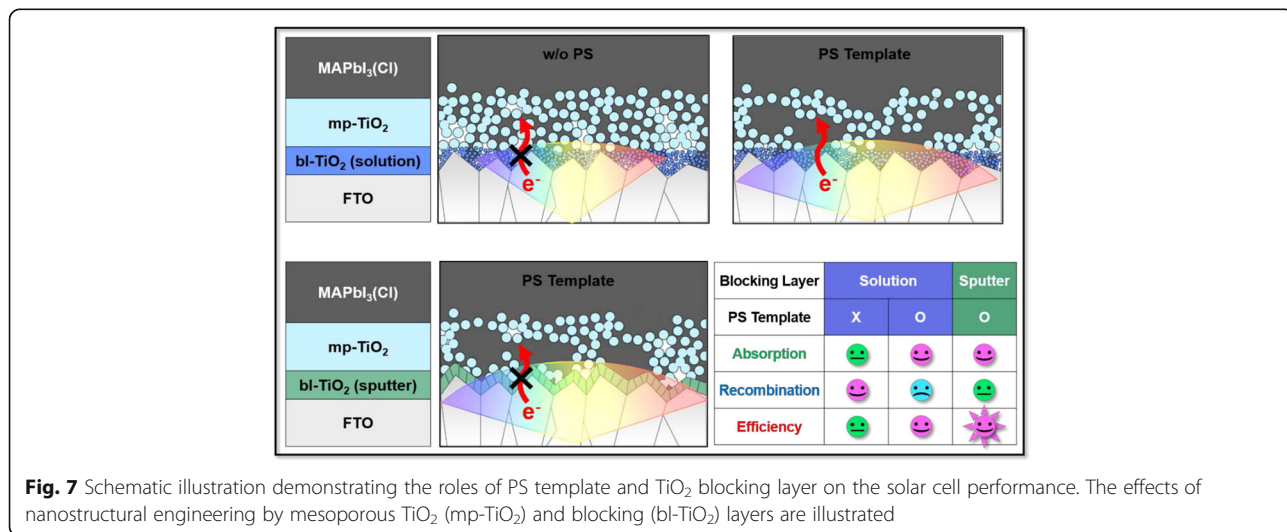 w/o PS
PS Template
MAPbI3(Cl)
mp-TiO2
bl-TiO2 (solution)
FTO
e-
e-
PS Template
MAPbI3(Cl)
mp-TiO2
bl-TiO2 (sputter)
FTO
e-
Blocking Layer Solution Sputter
PS Template X O O
Absorption
Recombination
Efficiency
Fig. 7 Schematic illustration demonstrating the roles of PS template and TiO2 blocking layer on the solar cell performance. The effects of
nanostructural engineering by mesoporous TiO2 (mp-TiO2) and blocking (bl-TiO2) layers are illustrated